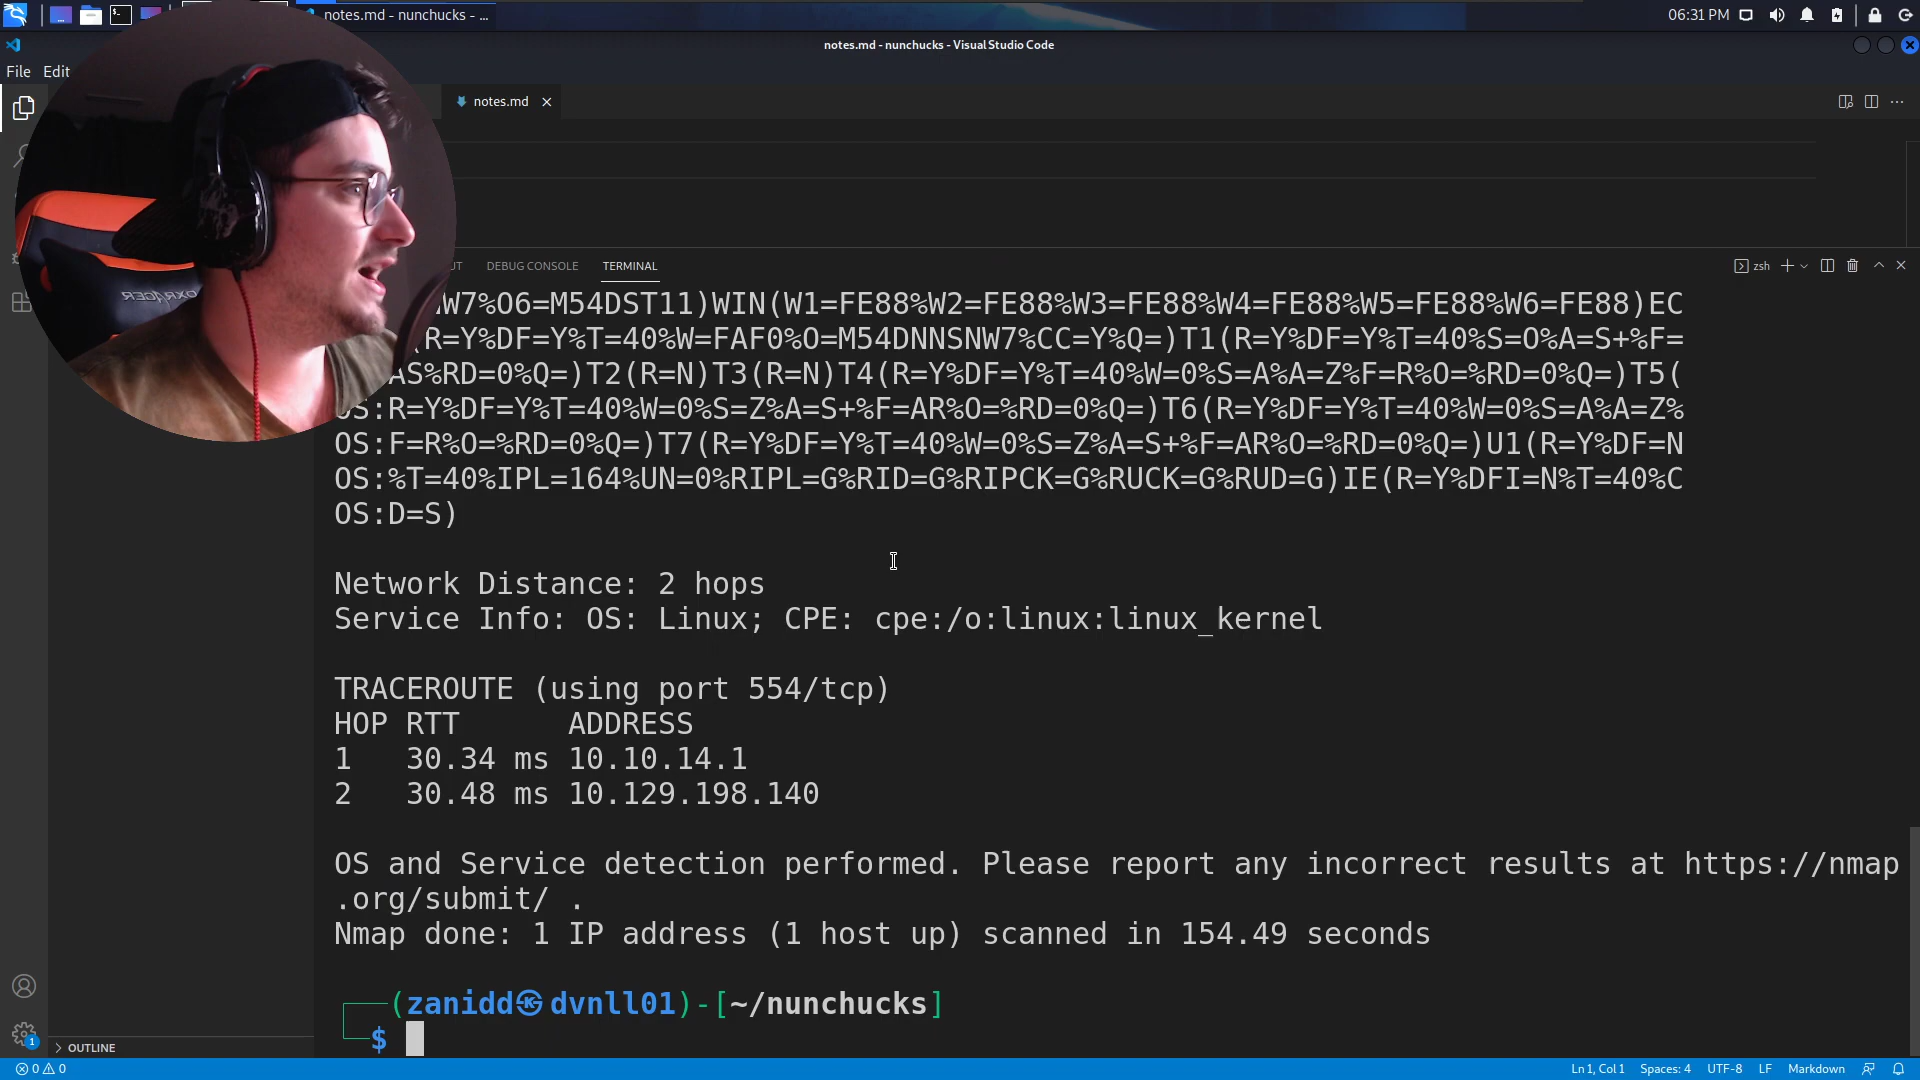 notes.md - nunchucks - ...
06:31 PM
notes.md - nunchucks - Visual Studio Code
File Edit
notes.md
UT DEBUG CONSOLE TERMINAL
zsh
W7%O6=M54DST11)WIN(W1=FE88%W2=FE88%W3=FE88%W4=FE88%W5=FE88%W6=FE88)EC
(R=Y%DF=Y%T=40%W=FAF0%O=M54DNNSNW7%CC=Y%Q=)T1(R=Y%DF=Y%T=40%S=O%A=S+%F=
AS%RD=0%Q=)T2(R=N)T3(R=N)T4(R=Y%DF=Y%T=40%W=0%S=A%A=Z%F=R%O=%RD=0%Q=)T5(
OS:R=Y%DF=Y%T=40%W=0%S=Z%A=S+%F=AR%O=%RD=0%Q=)T6(R=Y%DF=Y%T=40%W=0%S=A%A=Z%
OS:F=R%O=%RD=0%Q=)T7(R=Y%DF=Y%T=40%W=0%S=Z%A=S+%F=AR%O=%RD=0%Q=)U1(R=Y%DF=N
OS:%T=40%IPL=164%UN=0%RIPL=G%RID=G%RIPCK=G%RUCK=G%RUD=G)IE(R=Y%DFI=N%T=40%C
OS:D=S)
Network Distance: 2 hops
Service Info: OS: Linux; CPE: cpe:/o:linux:linux_kernel
TRACEROUTE (using port 554/tcp)
HOP RTT ADDRESS
1 30.34 ms 10.10.14.1
2 30.48 ms 10.129.198.140
OS and Service detection performed. Please report any incorrect results at https://nmap
.org/submit/ .
Nmap done: 1 IP address (1 host up) scanned in 154.49 seconds
(zanidd㉿dvnll01)-[~/nunchucks]
$
1
OUTLINE
0 0
Ln 1, Col 1 Spaces: 4 UTF-8 LF Markdown